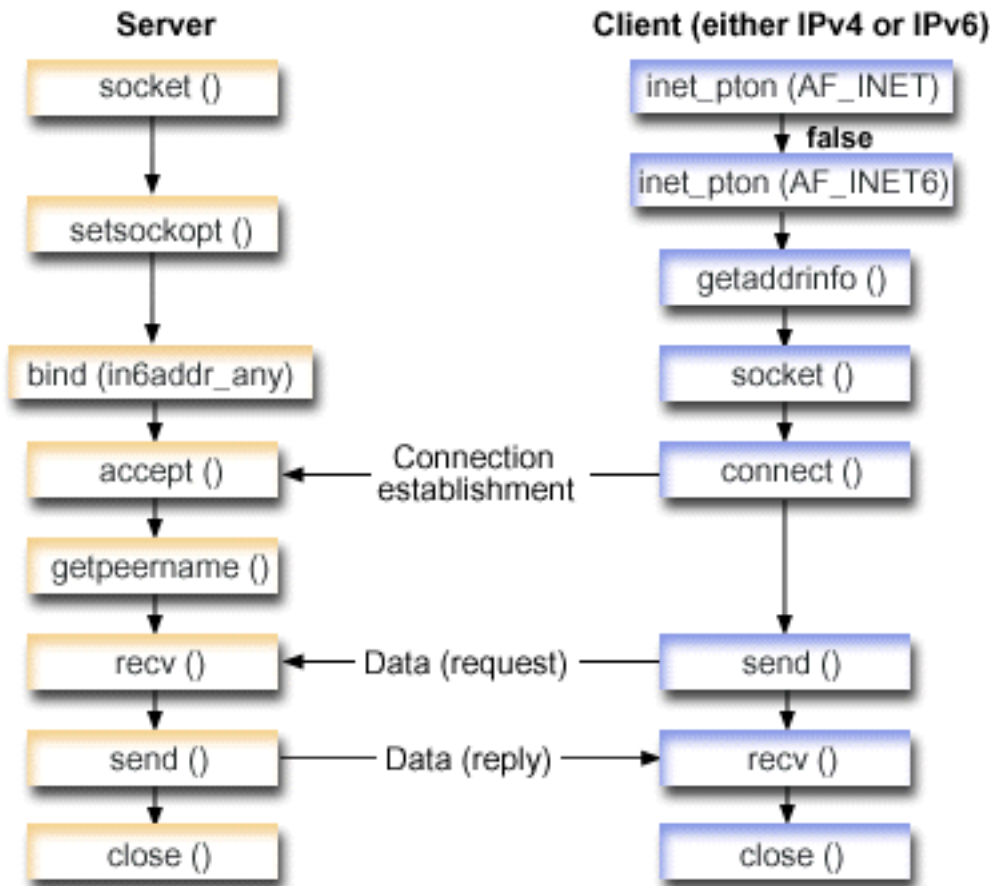 Server
socket ()
setsockopt ()
bind (in6addr_any)
accept ()
getpeername ()
recv ()
send ()
close ()
Connection
establishment
Data (request)
Data (reply)
Client (either IPv4 or IPv6)
inet_pton (AF_INET)
false
inet_pton (AF_INET6)
getaddrinfo ()
socket ()
connect ()
send ()
recv ()
close ()